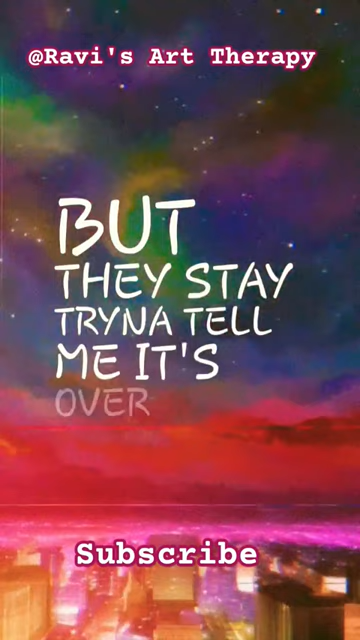 @Ravi's Art Therapy
BUT
THEY STAY
TRYNA TELL
ME IT'S
OVER
Subscribe